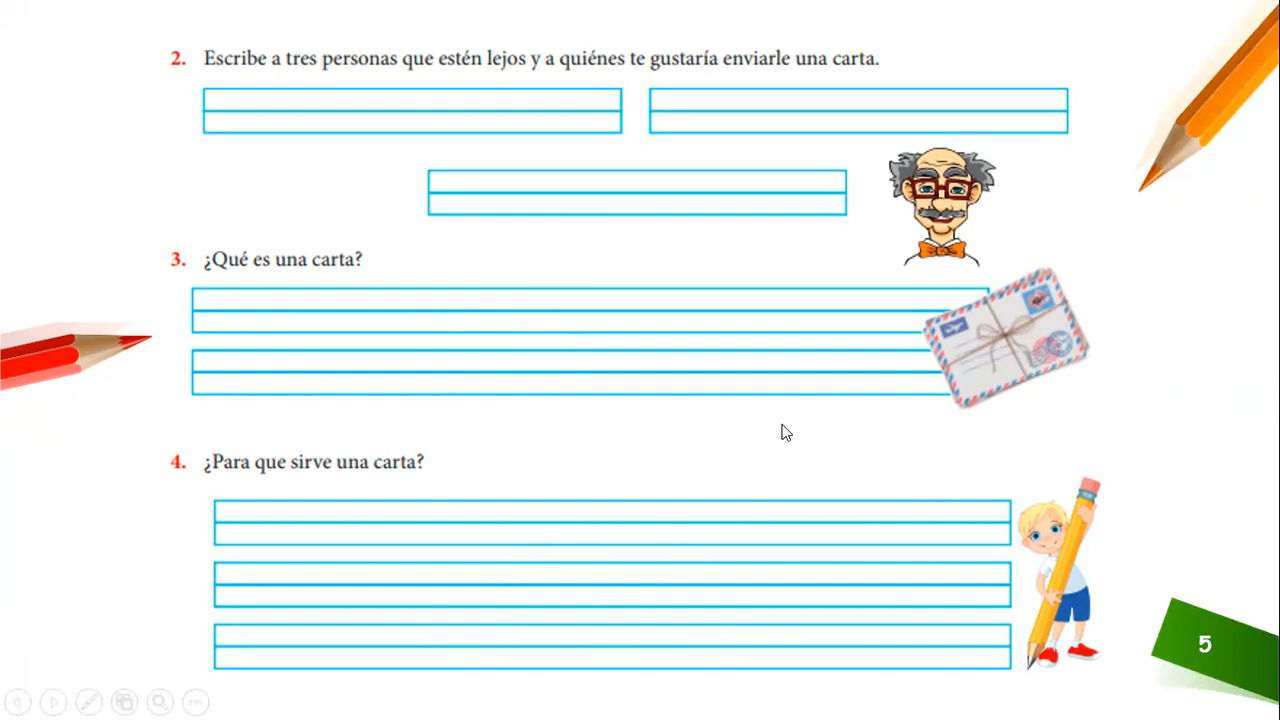 2. Escribe a tres personas que estén lejos y a quiénes te gustaría enviarle una carta.
3. ¿Qué es una carta?
4. ¿Para que sirve una carta?
5